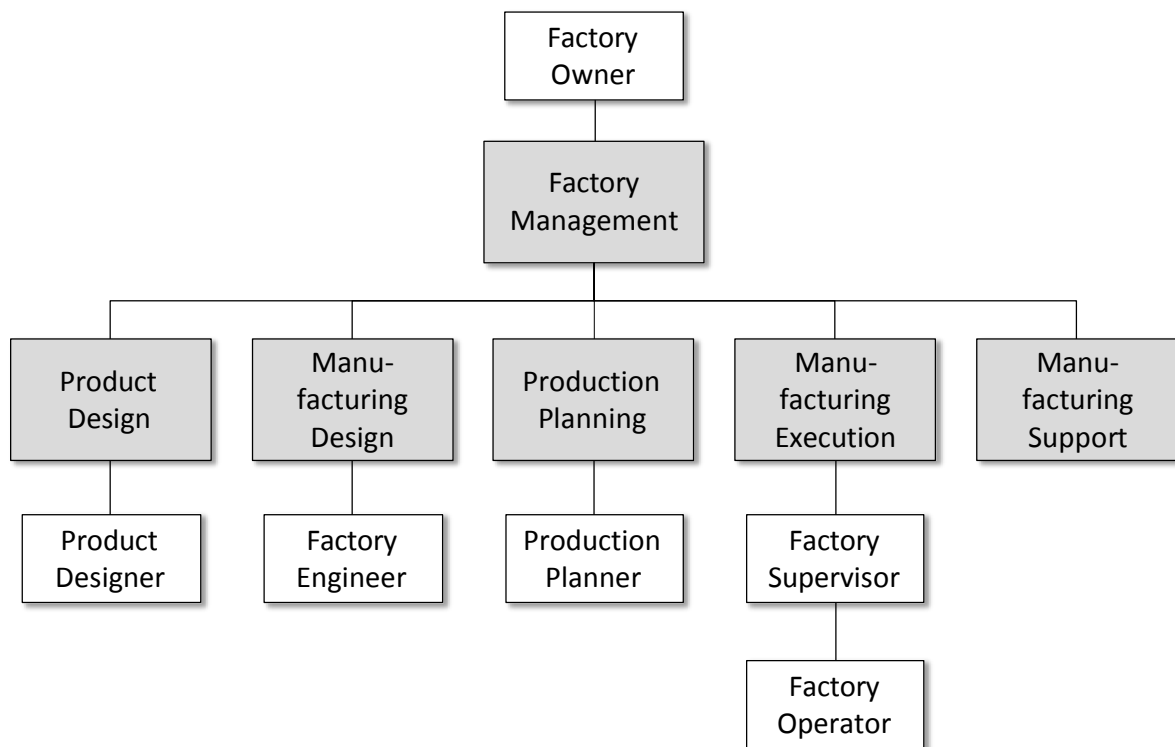 Factory
Owner
Factory
Management
Product
Design
Manu-
facturing
Design
Production
Planning
Manu-
facturing
Execution
Manu-
facturing
Support
Product
Designer
Factory
Engineer
Production
Planner
Factory
Supervisor
Factory
Operator